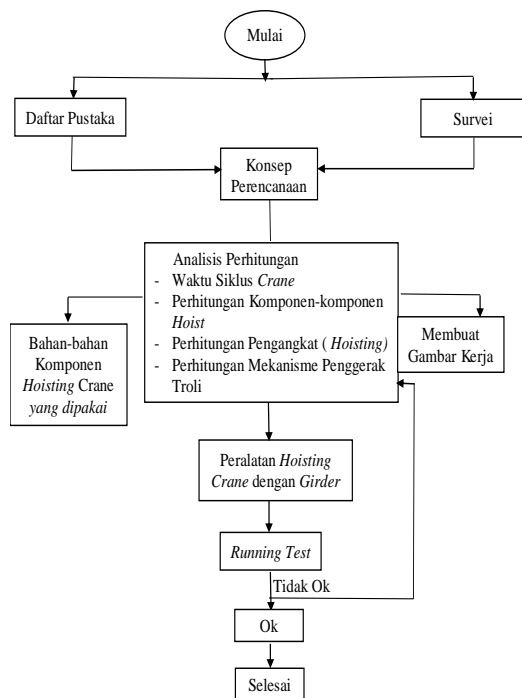 Mulai
Daftar Pustaka
Survei
Konsep
Perencanaan
Analisis Perhitungan
- Waktu Siklus Crane
- Perhitungan Komponen-komponen
Hoist
- Perhitungan Pengangkat ( Hoisting)
- Perhitungan Mekanisme Penggerak
Troli
Bahan-bahan
Komponen
Hoisting Crane
yang dipakai
Membuat
Gambar Kerja
Peralatan Hoisting
Crane dengan Girder
Running Test
Tidak Ok
Ok
Selesai